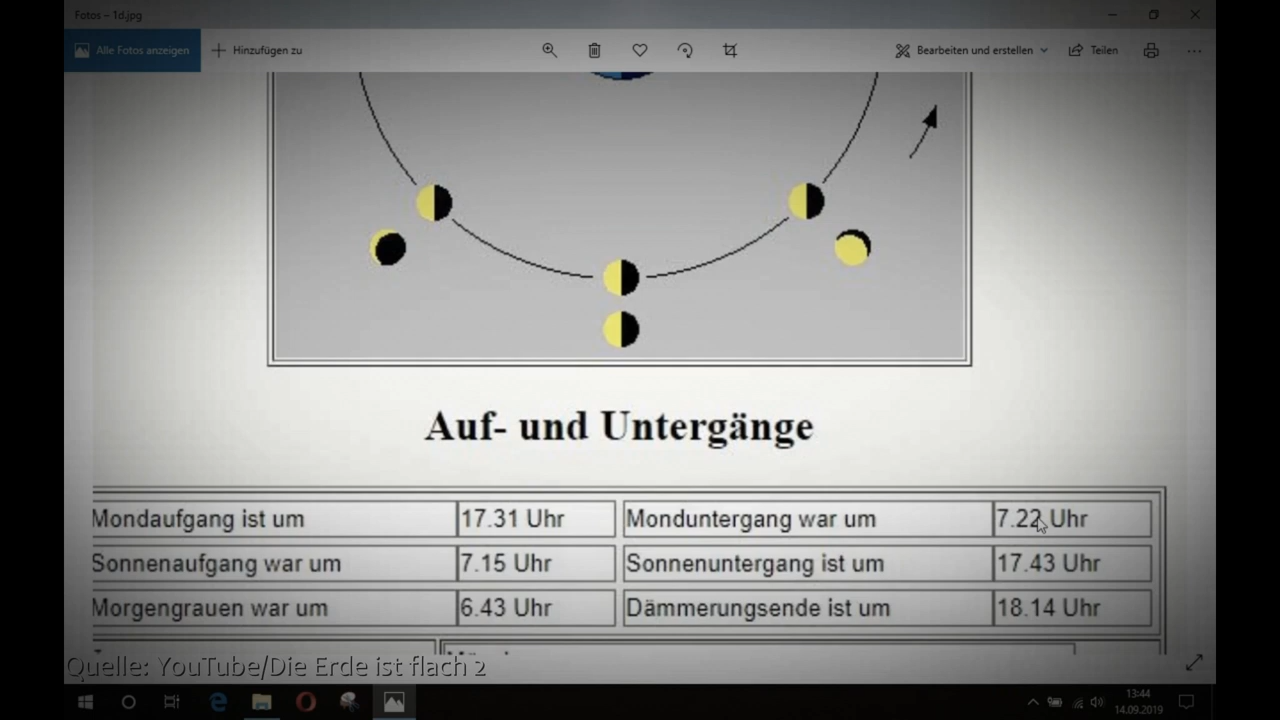 Fotos – 1d.jpg
Alle Fotos anzeigen
Hinzufügen zu
Bearbeiten und erstellen
Teilen
Auf- und Untergänge
Mondaufgang ist um 17.31 Uhr Monduntergang war um 7.22 Uhr
Sonnenaufgang war um 7.15 Uhr Sonnenuntergang ist um 17.43 Uhr
Morgengrauen war um 6.43 Uhr Dämmerungsende ist um 18.14 Uhr
Quelle: YouTube/Die Erde ist flach 2
13:44
14.09.2019